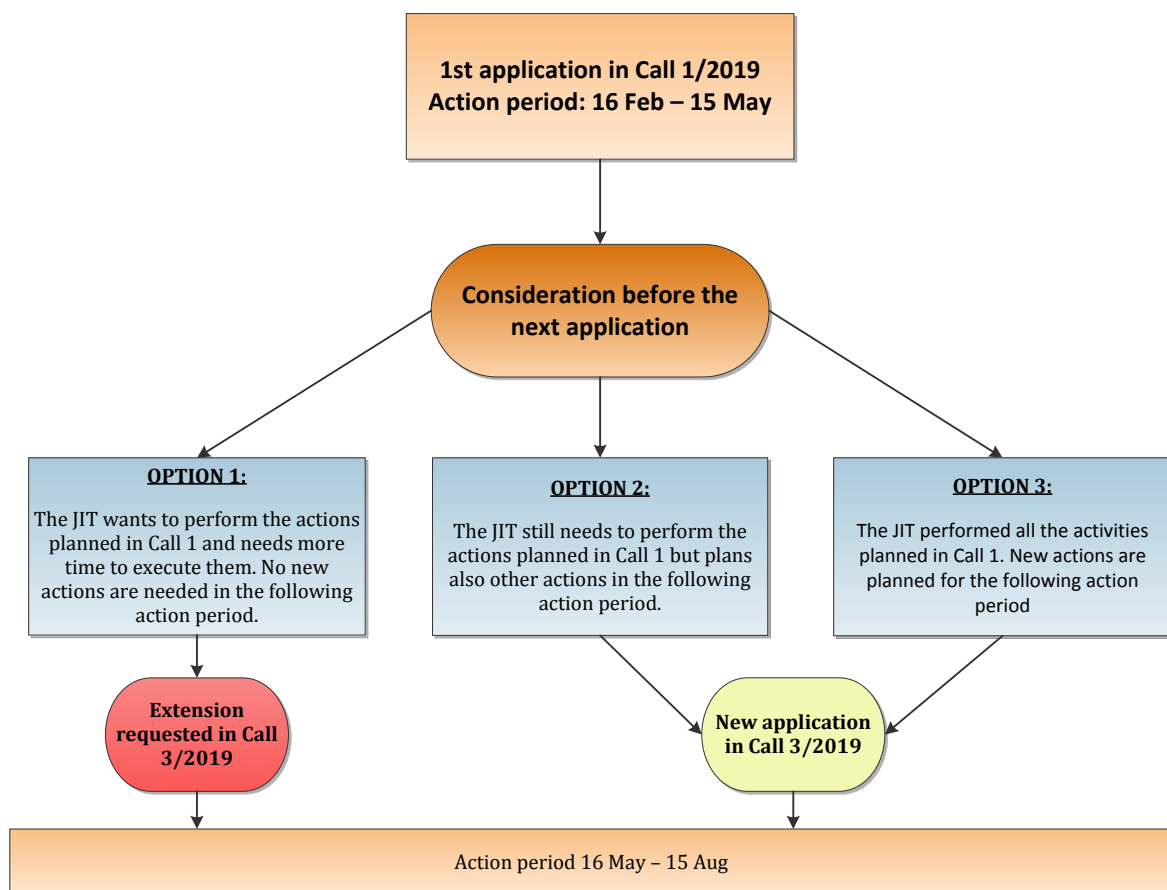 1st application in Call 1/2019
Action period: 16 Feb – 15 May
Consideration before the
next application
OPTION 1:
The JIT wants to perform the actions
planned in Call 1 and needs more
time to execute them. No new
actions are needed in the following
action period.
OPTION 2:
The JIT still needs to perform the
actions planned in Call 1 but plans
also other actions in the following
action period.
OPTION 3:
The JIT performed all the activities
planned in Call 1. New actions are
planned for the following action
period
Extension
requested in Call
3/2019
New application
in Call 3/2019
Action period 16 May – 15 Aug